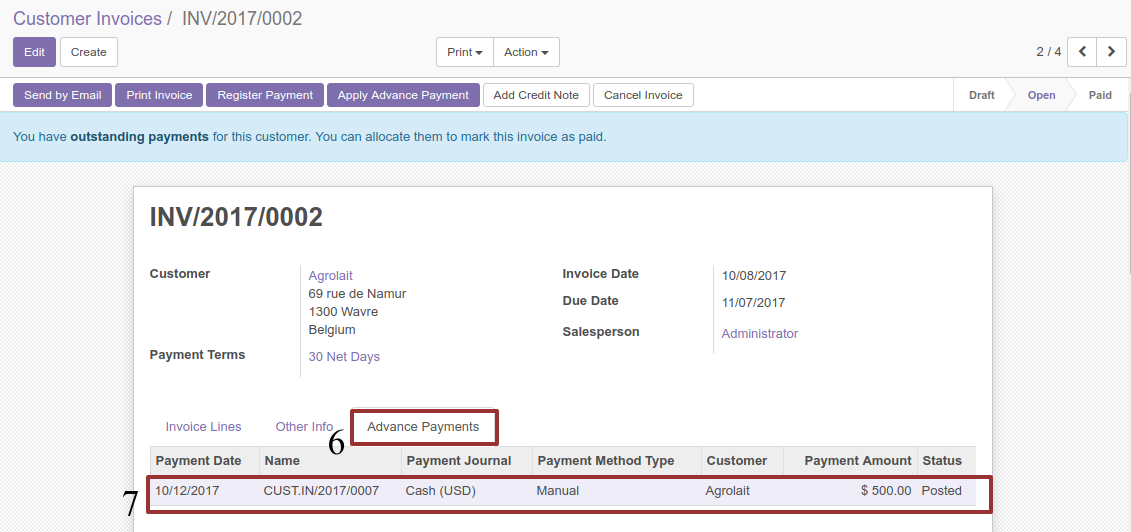 Customer Invoices / INV/2017/0002
Edit Create Print Action 2 / 4
Send by Email Print Invoice Register Payment Apply Advance Payment Add Credit Note Cancel Invoice Draft Open Paid
You have outstanding payments for this customer. You can allocate them to mark this invoice as paid.
INV/2017/0002
Customer Agrolait
69 rue de Namur
1300 Wavre
Belgium
Payment Terms 30 Net Days
Invoice Date 10/08/2017
Due Date 11/07/2017
Salesperson Administrator
Invoice Lines Other Info 6 Advance Payments
Payment Date Name Payment Journal Payment Method Type Customer Payment Amount Status
7 10/12/2017 CUST.IN/2017/0007 Cash (USD) Manual Agrolait $ 500.00 Posted